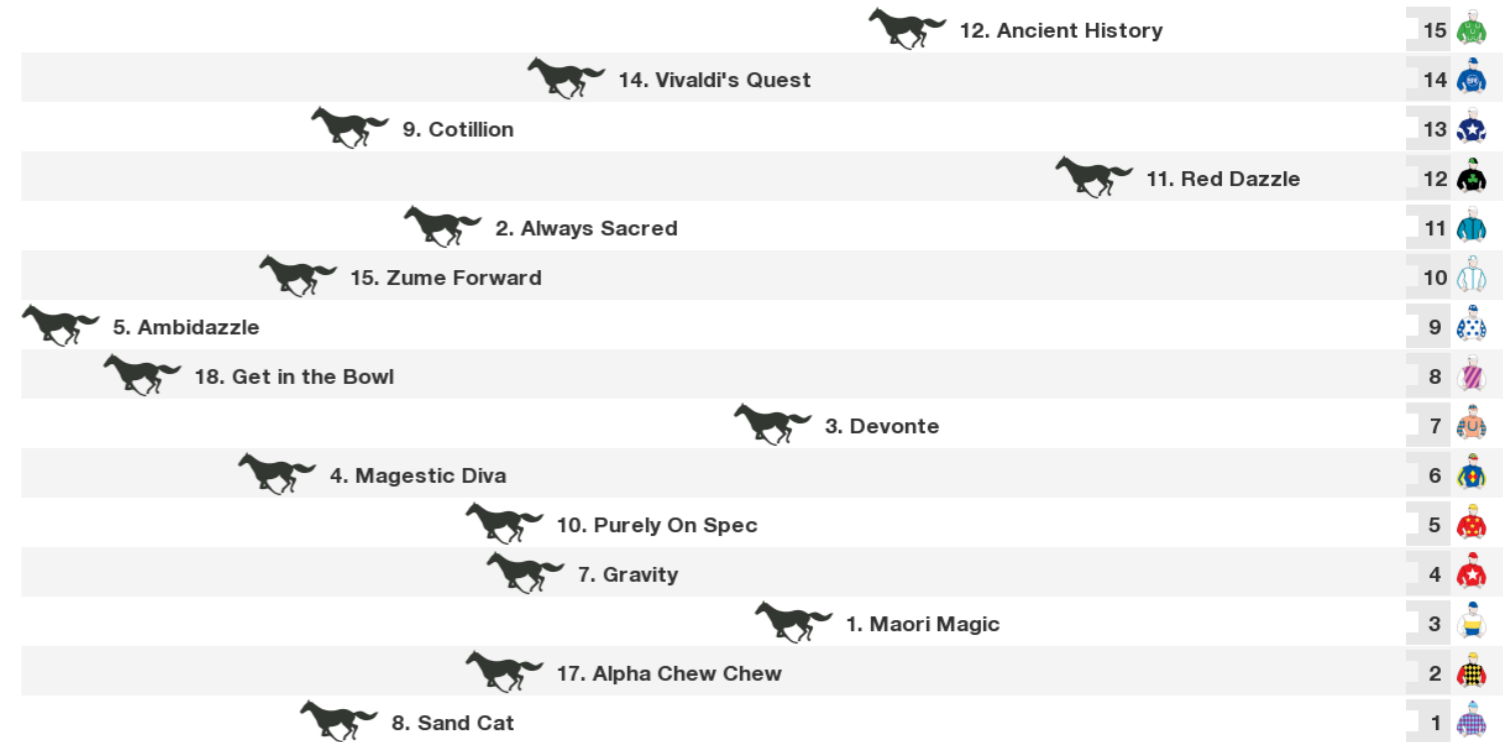 12. Ancient History 15
14. Vivaldi's Quest 14
9. Cotillion 13
11. Red Dazzle 12
2. Always Sacred 11
15. Zume Forward 10
5. Ambidazzle 9
18. Get in the Bowl 8
3. Devonte 7
4. Magestic Diva 6
10. Purely On Spec 5
7. Gravity 4
1. Maori Magic 3
17. Alpha Chew Chew 2
8. Sand Cat 1